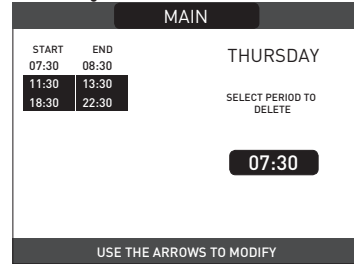 MAIN
START END
07:30 08:30
11:30 13:30
18:30 22:30
THURSDAY
SELECT PERIOD TO
DELETE
07:30
USE THE ARROWS TO MODIFY